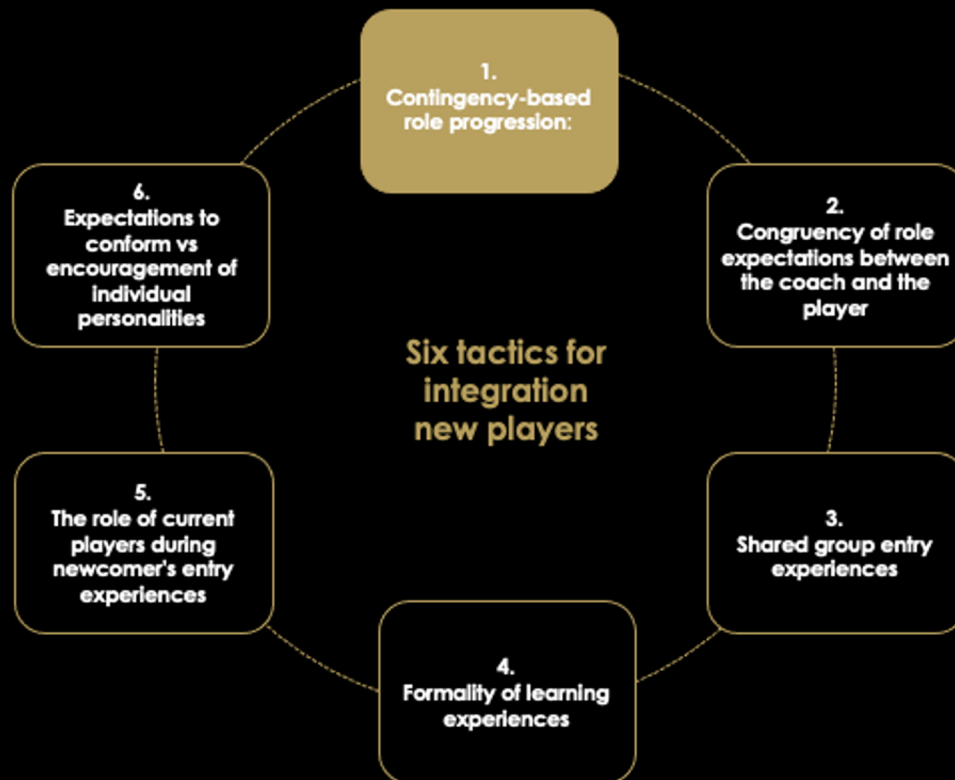 1.
Contingency-based
role progression:
2.
Congruency of role
expectations between
the coach and the
player
3.
Shared group entry
experiences
4.
Formality of learning
experiences
5.
The role of current
players during
newcomer's entry
experiences
6.
Expectations to
conform vs
encouragement of
individual
personalities
Six tactics for
integration
new players